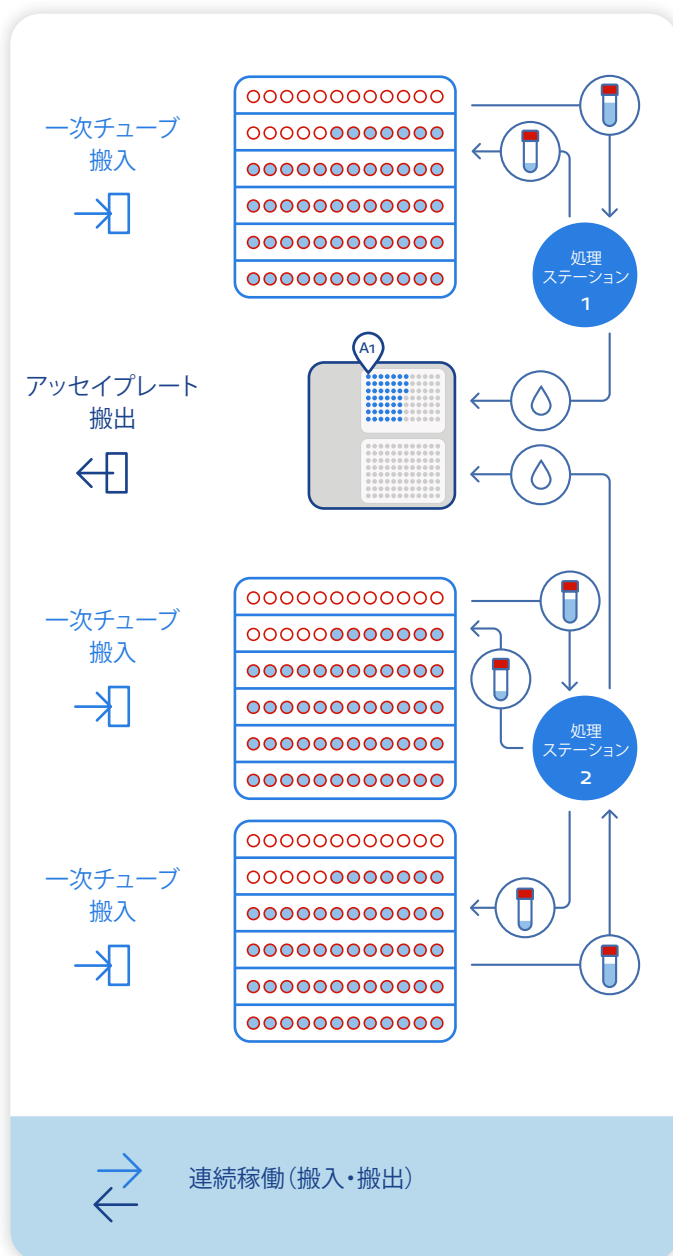 一次チューブ
搬入
処理
ステーション
1
A1
アッセイプレート
搬出
一次チューブ
搬入
処理
ステーション
2
一次チューブ
搬入
連続稼働（搬入・搬出）